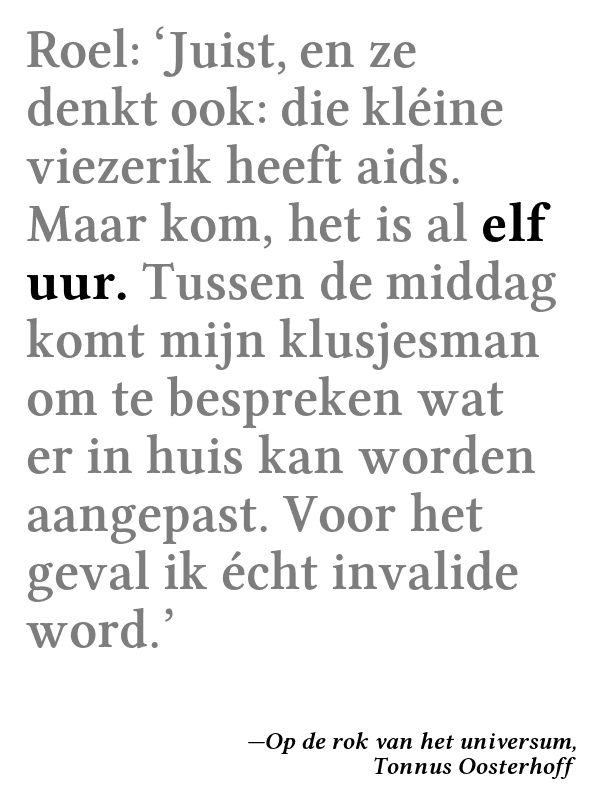 Roel: ‘Juist, en ze
denkt ook: die kléine
viezerik heeft aids.
Maar kom, het is al elf
uur. Tussen de middag
komt mijn klusjesman
om te bespreken wat
er in huis kan worden
aangepast. Voor het
geval ik écht invalide
word.’
—Op de rok van het universum,
Tonnus Oosterhoff